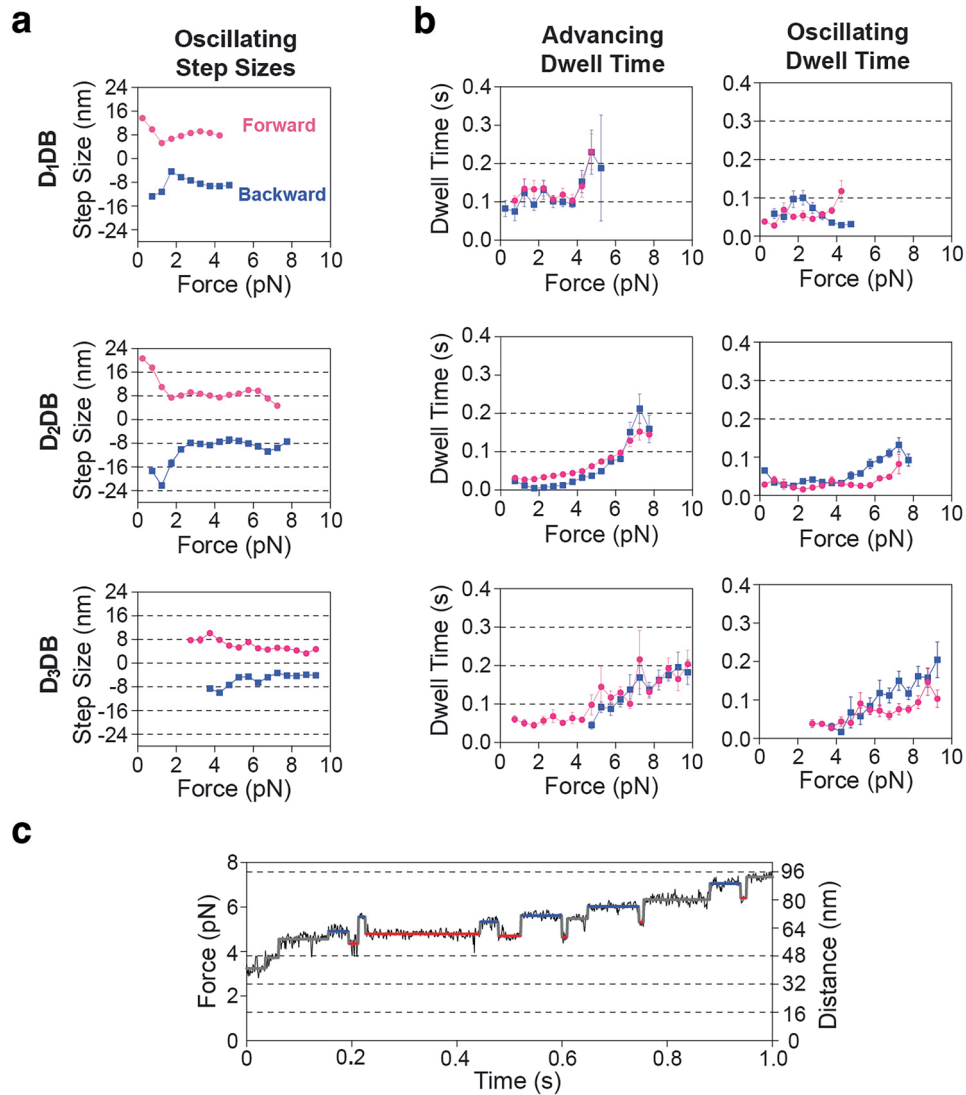 a
b
Oscillating
Step Sizes
Advancing
Dwell Time
Oscillating
Dwell Time
D1DB
Step Size (nm)
24
16
8
0
-8
-16
-24
Forward
Backward
0 2 4 6 8 10
Force (pN)
Dwell Time (s)
0.4
0.3
0.2
0.1
0.0
0 2 4 6 8 10
Force (pN)
0.4
0.3
0.2
0.1
0.0
0 2 4 6 8 10
Force (pN)
D2DB
Step Size (nm)
24
16
8
0
-8
-16
-24
0 2 4 6 8 10
Force (pN)
Dwell Time (s)
0.4
0.3
0.2
0.1
0.0
0 2 4 6 8 10
Force (pN)
0.4
0.3
0.2
0.1
0.0
0 2 4 6 8 10
Force (pN)
D3DB
Step Size (nm)
24
16
8
0
-8
-16
-24
0 2 4 6 8 10
Force (pN)
Dwell Time (s)
0.4
0.3
0.2
0.1
0.0
0 2 4 6 8 10
Force (pN)
0.4
0.3
0.2
0.1
0.0
0 2 4 6 8 10
Force (pN)
c
Force (pN)
8
6
4
2
0
96
80
64
48
32
16
0
Distance (nm)
0 0.2 0.4 0.6 0.8 1.0
Time (s)